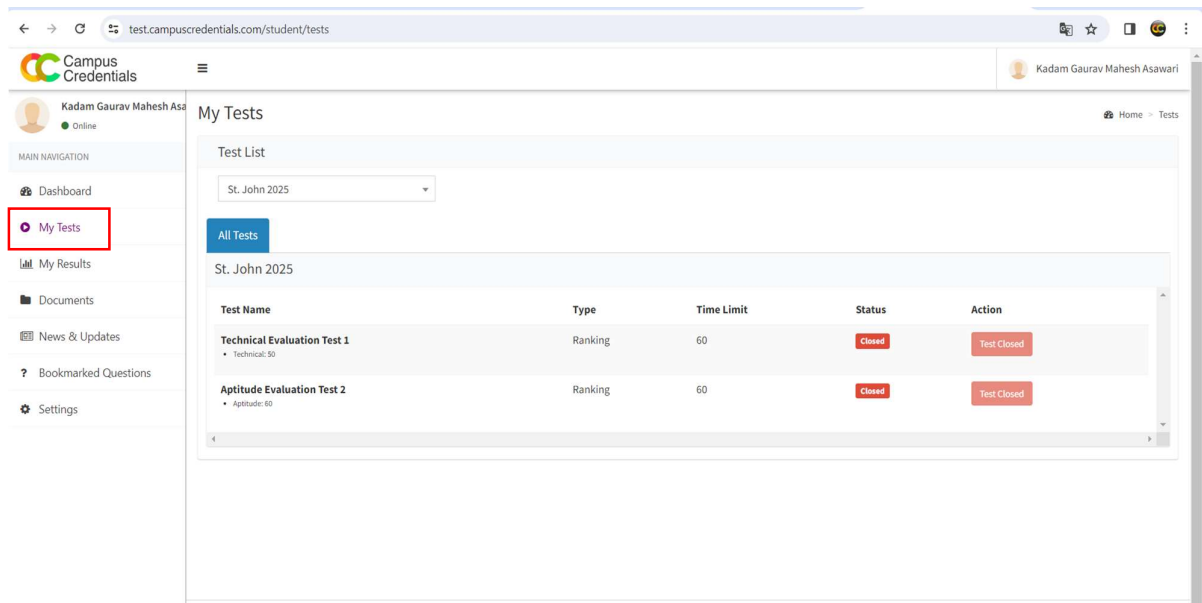 test.campuscredentials.com/student/tests
Campus
Credentials
Kadam Gaurav Mahesh Asawari
Kadam Gaurav Mahesh Asa
Online
MAIN NAVIGATION
Dashboard
My Tests
My Results
Documents
News & Updates
? Bookmarked Questions
Settings
My Tests
Home > Tests
Test List
St. John 2025
All Tests
St. John 2025
Test Name Type Time Limit Status Action
Technical Evaluation Test 1 Ranking 60 Closed Test Closed
• Technical: 50
Aptitude Evaluation Test 2 Ranking 60 Closed Test Closed
• Aptitude: 60